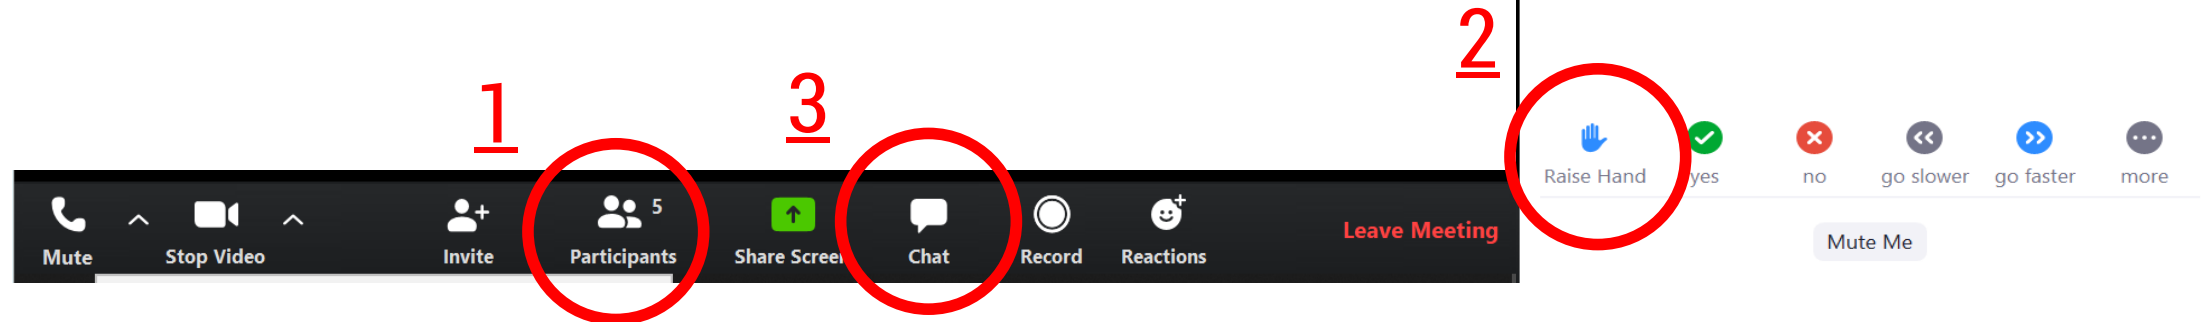 1
3
2
Mute
Stop Video
Invite
Participants
5
Share Screen
Chat
Record
Reactions
Leave Meeting
Raise Hand
yes
no
go slower
go faster
more
Mute Me